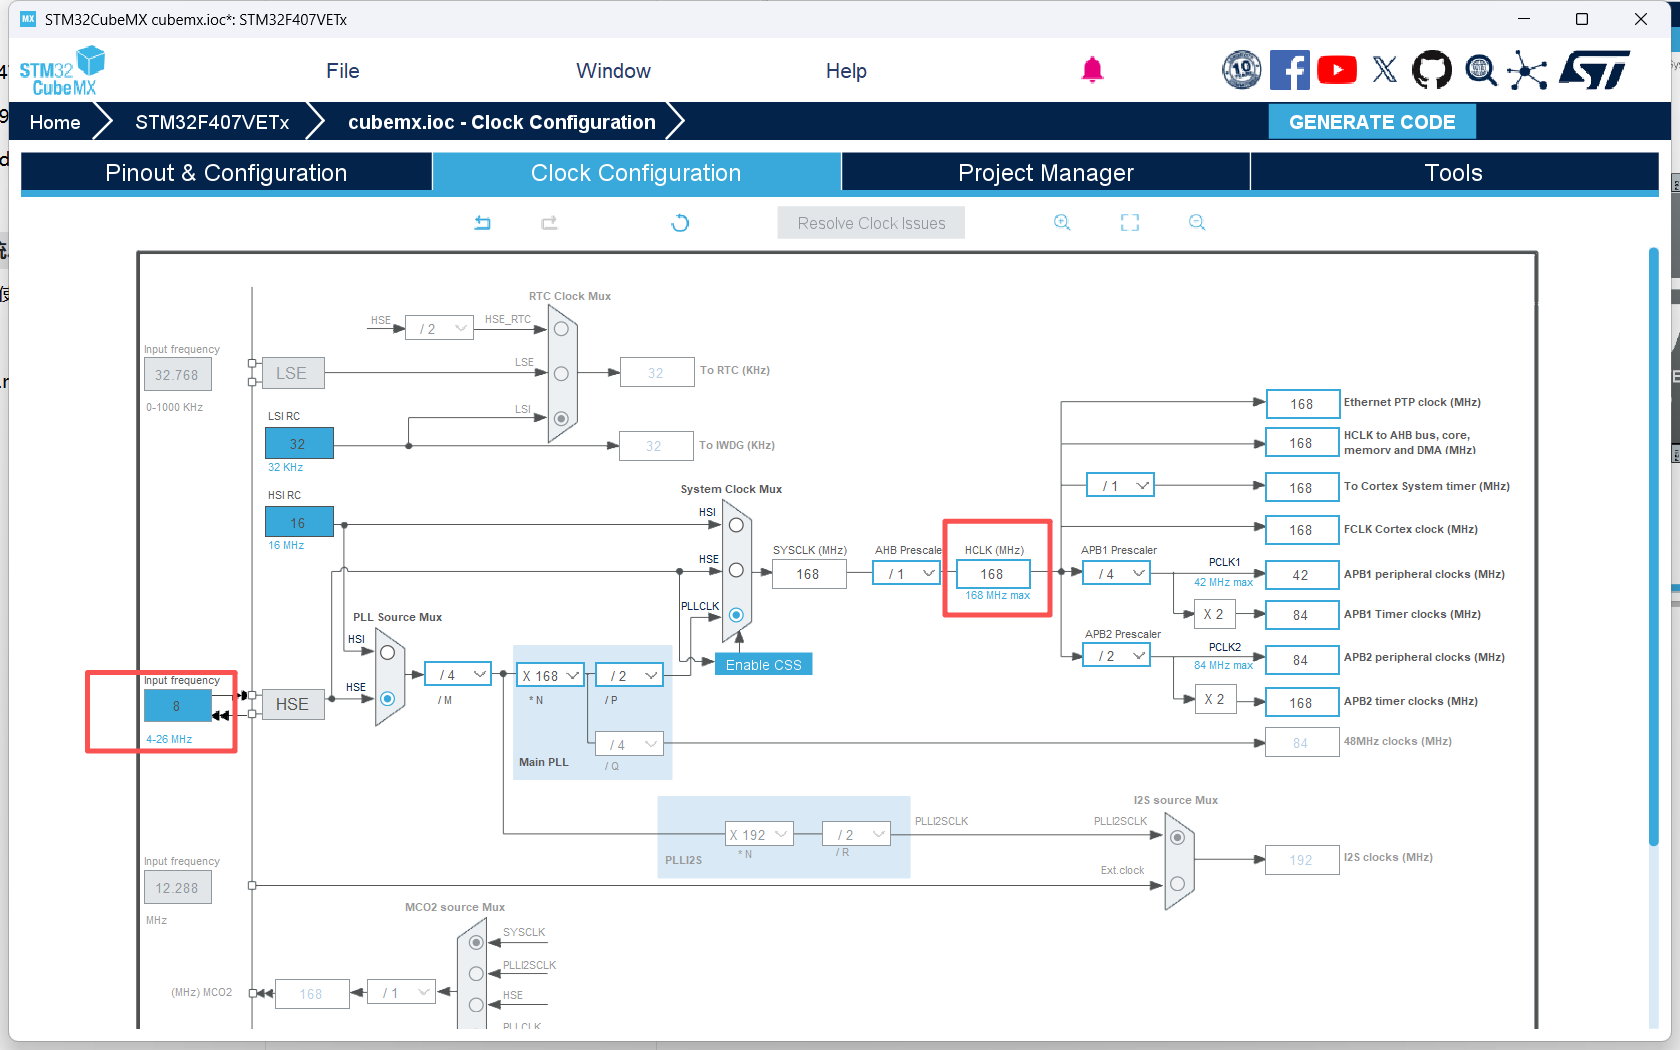 MX STM32CubeMX cubemx.ioc*: STM32F407VETx
STM32
CubeMX
File Window Help
10
ST
Home STM32F407VETx cubemx.ioc - Clock Configuration GENERATE CODE
Pinout & Configuration Clock Configuration Project Manager Tools
Resolve Clock Issues
RTC Clock Mux
HSE / 2 HSE_RTC
Input frequency
32.768 LSE LSE 32 To RTC (KHz)
0-1000 KHz
LSI RC LSI
32 32 To IWDG (KHz)
32 KHz
HSI RC
16
16 MHz
System Clock Mux
HSI
HSE
PLLCLK
Enable CSS
SYSCLK (MHz)
168
AHB Prescale
/ 1
HCLK (MHz)
168
168 MHz max
168 Ethernet PTP clock (MHz)
168 HCLK to AHB bus, core,
memory and DMA (MHz)
/ 1 168 To Cortex System timer (MHz)
168 FCLK Cortex clock (MHz)
APB1 Prescaler
/ 4
PCLK1
42 MHz max
42 APB1 peripheral clocks (MHz)
X 2 84 APB1 Timer clocks (MHz)
APB2 Prescaler
/ 2
PCLK2
84 MHz max
84 APB2 peripheral clocks (MHz)
X 2 168 APB2 timer clocks (MHz)
84 48MHz clocks (MHz)
PLL Source Mux
HSI
HSE
Input frequency
8 HSE
4-26 MHz
/ 4
/ M
X 168
* N
/ 2
/ P
/ 4
/ Q
Main PLL
X 192
* N
/ 2
/ R
PLLI2S
PLLI2SCLK
I2S source Mux
PLLI2SCLK
Ext.clock
192 I2S clocks (MHz)
Input frequency
12.288
MHz
MCO2 source Mux
SYSCLK
PLLI2SCLK
HSE
PLLCLK
(MHz) MCO2 168 / 1